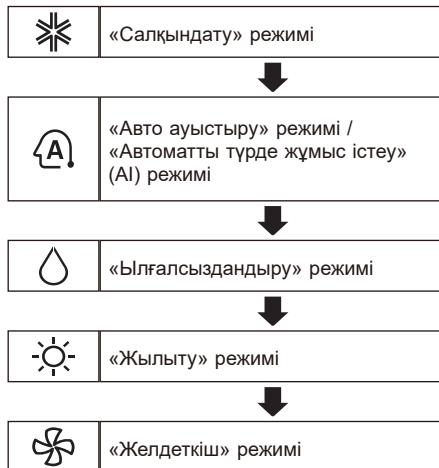 «Салқындату» режимі
A
«Авто ауыстыру» режимі /
«Автоматты түрде жұмыс істеу»
(AI) режимі
«Ылғалсыздандыру» режимі
«Жылыту» режимі
«Желдеткіш» режимі